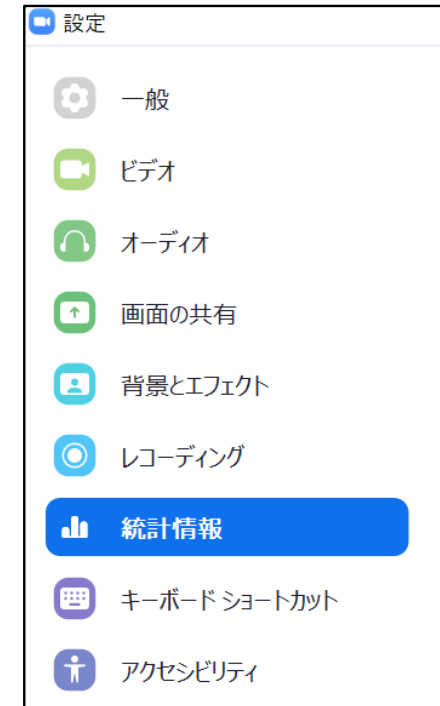 設定
一般
ビデオ
オーディオ
画面の共有
背景とエフェクト
レコーディング
統計情報
キーボード ショートカット
アクセシビリティ